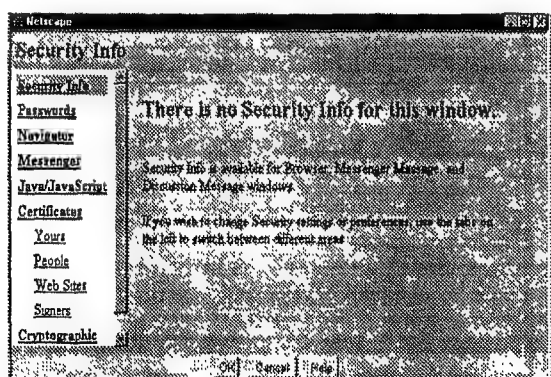 Netscape
Security Info
Security Info
Passwords
Navigator
Messenger
Java/JavaScript
Certificates
Yours
People
Web Sites
Signers
Cryptographic
There is no Security Info for this window.
Security Info is available for Browser, Messenger Message, and
Discussion Message windows.
If you wish to change Security settings or preferences, use the tabs on
the left to switch between different areas
OK Cancel Help